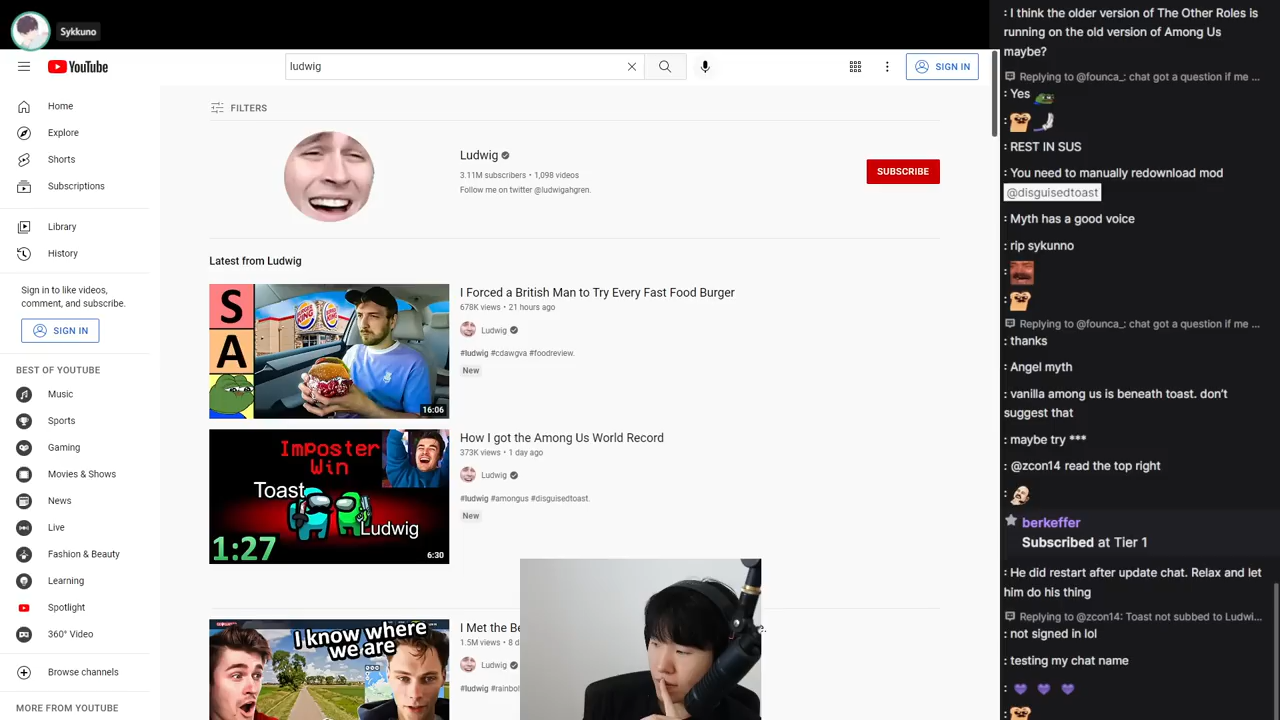 Sykkuno
YouTube
ludwig
SIGN IN
Home
Explore
Shorts
Subscriptions
Library
History
Sign in to like videos,
comment, and subscribe.
SIGN IN
BEST OF YOUTUBE
Music
Sports
Gaming
Movies & Shows
News
Live
Fashion & Beauty
Learning
Spotlight
360° Video
Browse channels
MORE FROM YOUTUBE
FILTERS
Ludwig
3.11M subscribers • 1,098 videos
Follow me on twitter @ludwigahgren.
SUBSCRIBE
Latest from Ludwig
S
A
BURGER KING
16:06
I Forced a British Man to Try Every Fast Food Burger
678K views • 21 hours ago
Ludwig
#ludwig #cdawgva #foodreview.
New
Imposter
Win
Toast
Ludwig
1:27
6:30
How I got the Among Us World Record
373K views • 1 day ago
Ludwig
#ludwig #amongus #disguisedtoast.
New
I know where
we are
I Met the Be
1.5M views • 8 d
Ludwig
#ludwig #rainbol
: I think the older version of The Other Roles is
running on the old version of Among Us
maybe?
Replying to @founca_: chat got a question if me ...
: Yes
:
: REST IN SUS
: You need to manually redownload mod
@disguisedtoast
: Myth has a good voice
: rip sykunno
:
:
Replying to @founca_: chat got a question if me ...
: thanks
: Angel myth
: vanilla among us is beneath toast. don't
suggest that
: maybe try ***
: @zcon14 read the top right
:
berkeffer
Subscribed at Tier 1
: He did restart after update chat. Relax and let
him do his thing
Replying to @zcon14: Toast not subbed to Ludwi...
: not signed in lol
: testing my chat name
:
: